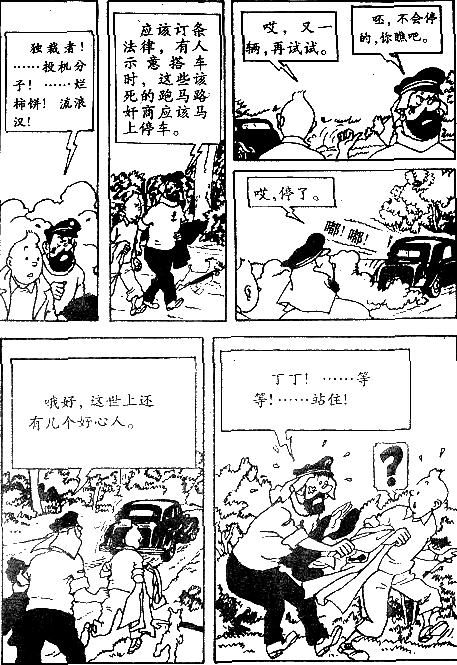 独裁者!
……投机分
子! ……烂
柿饼! 流浪
汉!
应该订条
法律,有人
示意搭车
时,这些该
死的跑马路
奸商应该马
上停车。
哎,又一
辆,再试试。
呸,不会停
的,你瞧吧。
哎,停了。
嘟!嘟!
哦好,这世上还
有几个好心人。
丁丁! ……等
等!……站住!
?